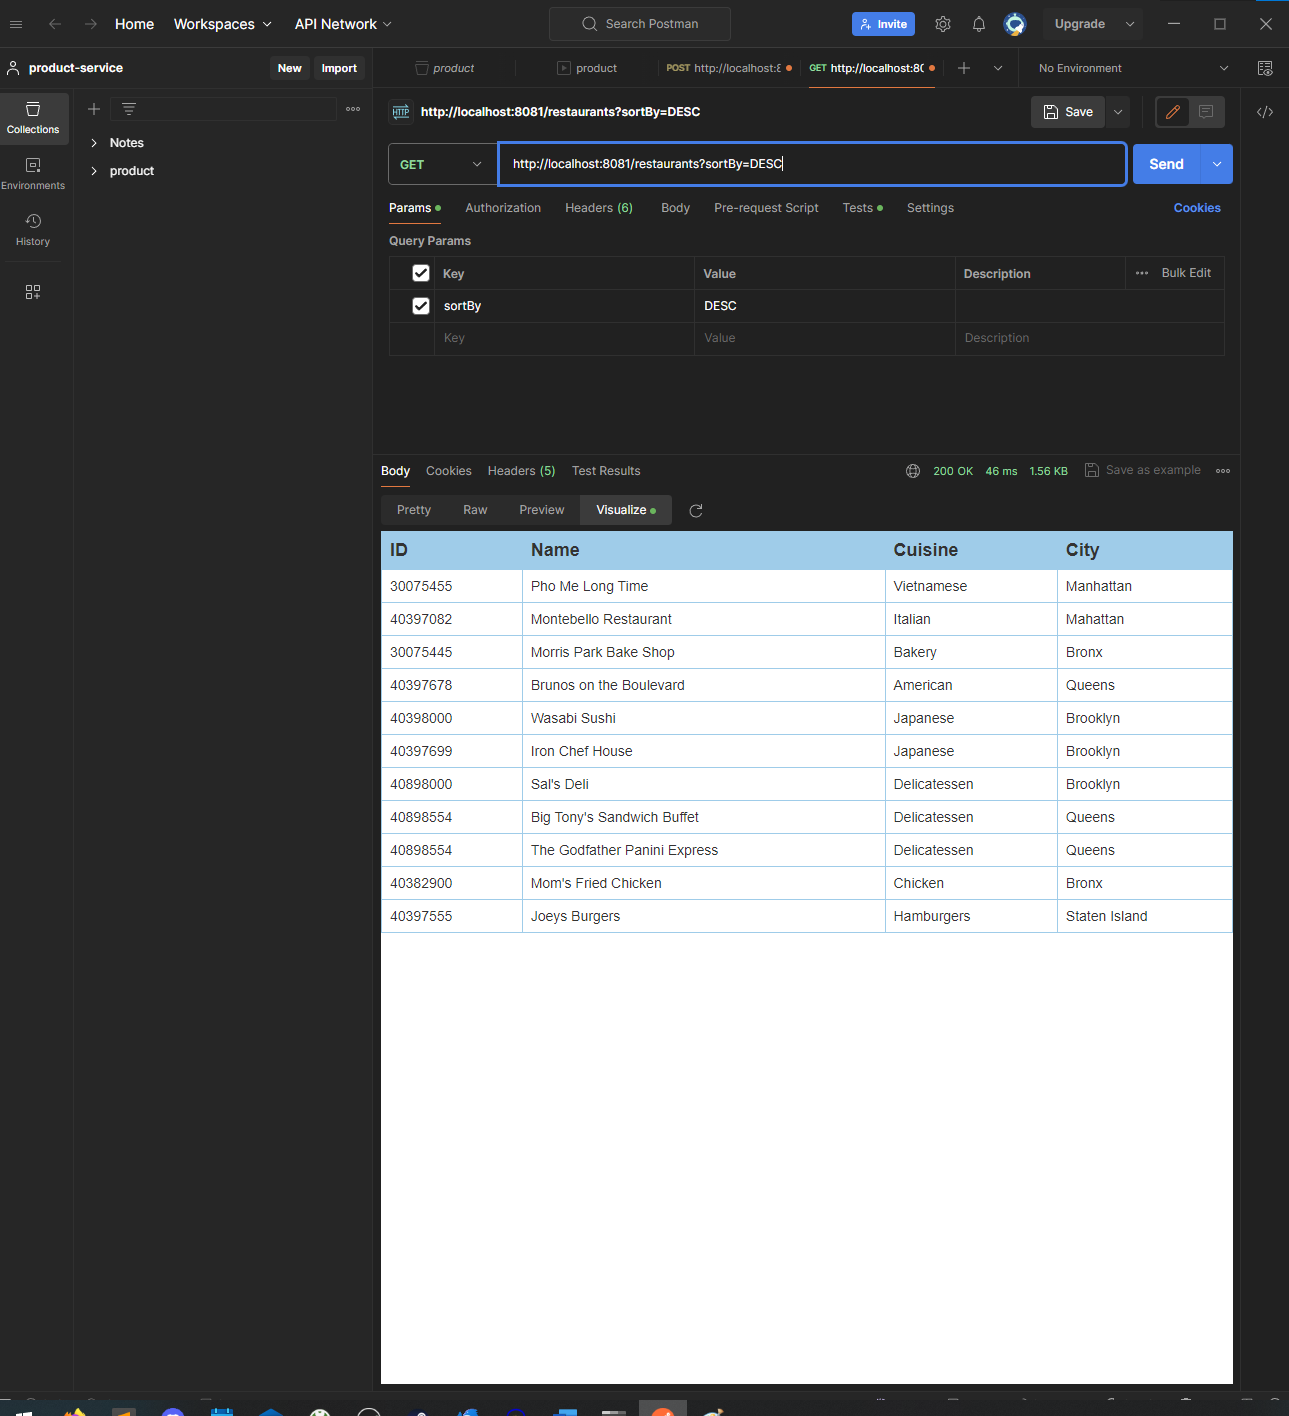 Home Workspaces API Network Search Postman Invite Upgrade
product-service New Import product product POST http://localhost:8 GET http://localhost:80 No Environment
HTTP http://localhost:8081/restaurants?sortBy=DESC Save
Collections
Notes
product
Environments
History
GET http://localhost:8081/restaurants?sortBy=DESC Send
Params Authorization Headers (6) Body Pre-request Script Tests Settings Cookies
Query Params
Key Value Description Bulk Edit
sortBy DESC
Key Value Description
Body Cookies Headers (5) Test Results 200 OK 46 ms 1.56 KB Save as example
Pretty Raw Preview Visualize
ID Name Cuisine City
30075455 Pho Me Long Time Vietnamese Manhattan
40397082 Montebello Restaurant Italian Mahattan
30075445 Morris Park Bake Shop Bakery Bronx
40397678 Brunos on the Boulevard American Queens
40398000 Wasabi Sushi Japanese Brooklyn
40397699 Iron Chef House Japanese Brooklyn
40898000 Sal's Deli Delicatessen Brooklyn
40898554 Big Tony's Sandwich Buffet Delicatessen Queens
40898554 The Godfather Panini Express Delicatessen Queens
40382900 Mom's Fried Chicken Chicken Bronx
40397555 Joeys Burgers Hamburgers Staten Island